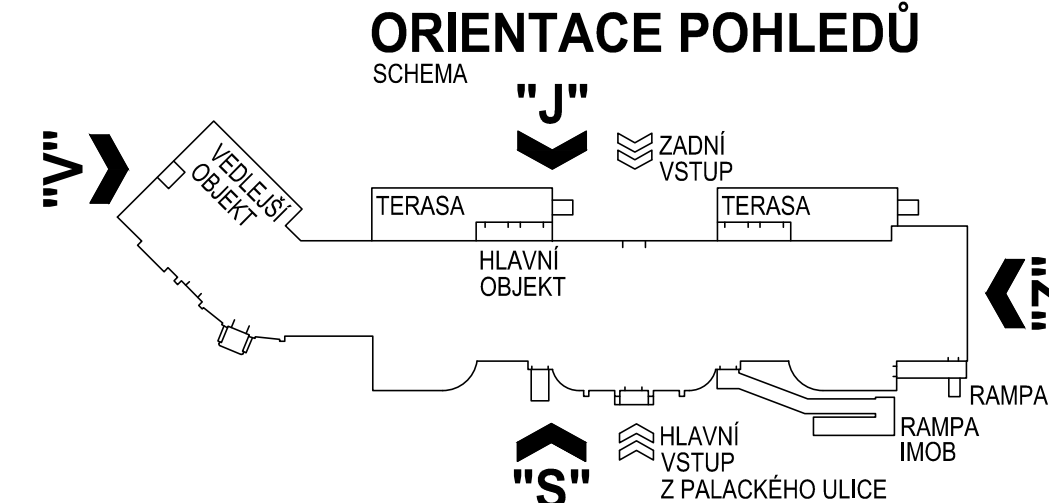 ORIENTACE POHLEDŮ
SCHEMA
"J"
"V"
ZADNÍ
VSTUP
VEDLEJŠÍ
OBJEKT
TERASA
TERASA
HLAVNÍ
OBJEKT
"Z"
RAMPA
RAMPA
IMOB
HLAVNÍ
VSTUP
Z PALACKÉHO ULICE
"S"